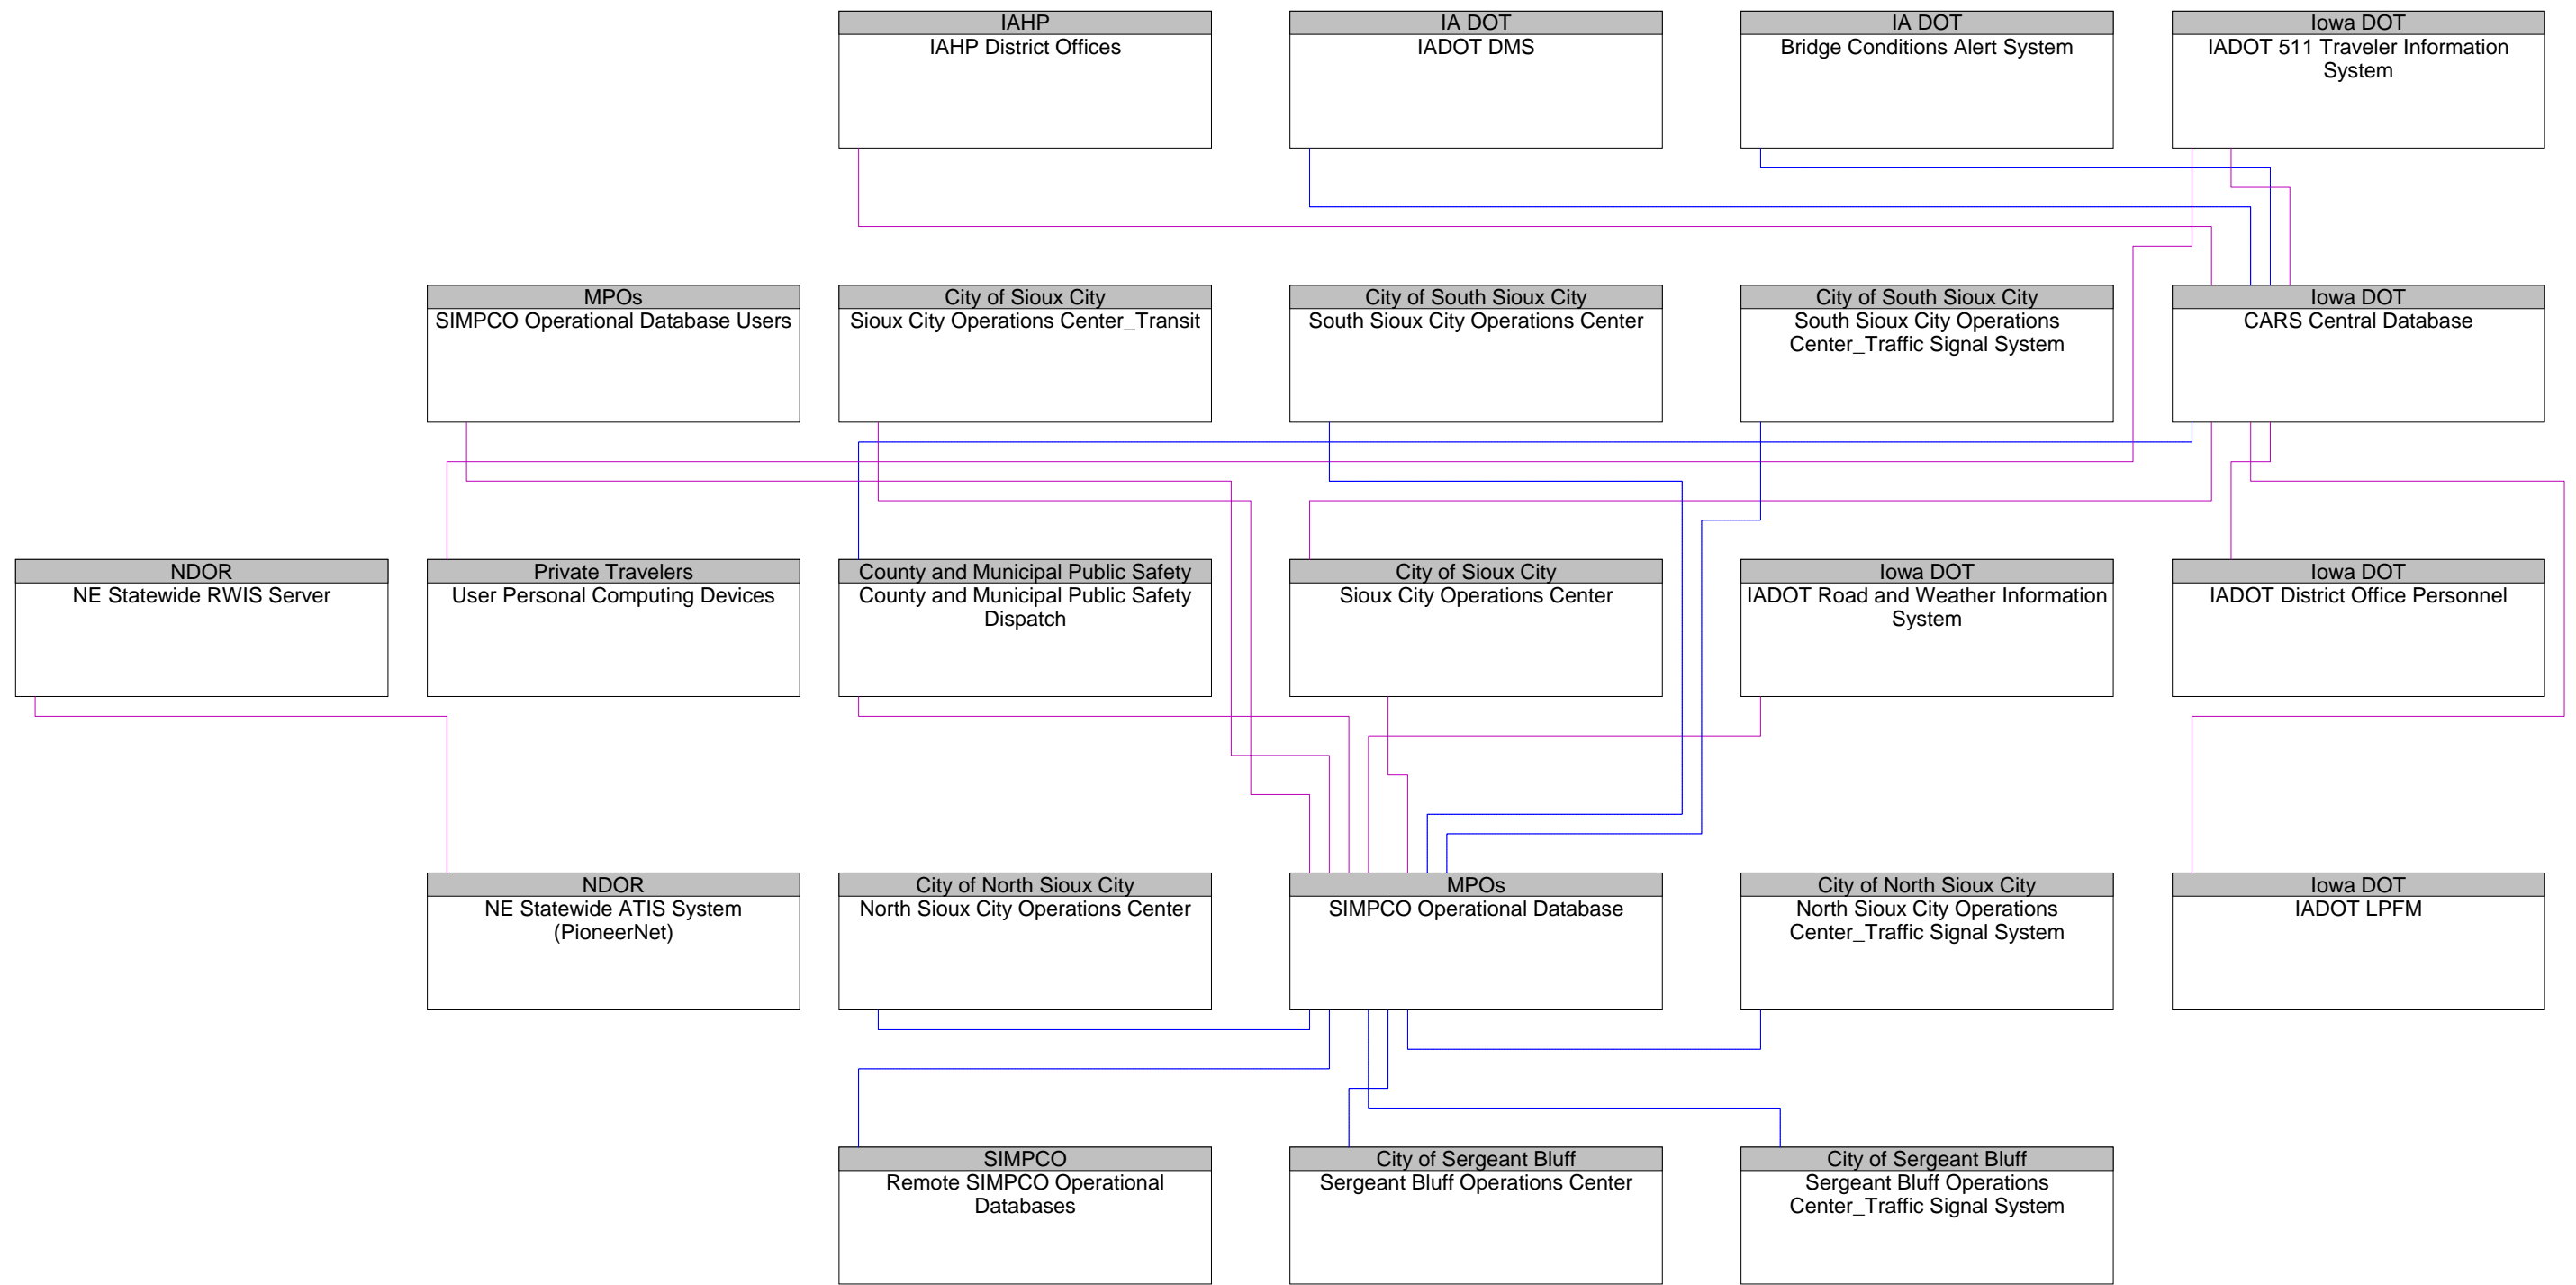 IAHP
IAHP District Offices
IA DOT
IADOT DMS
IA DOT
Bridge Conditions Alert System
Iowa DOT
IADOT 511 Traveler Information
System
MPOs
SIMPCO Operational Database Users
City of Sioux City
Sioux City Operations Center_Transit
City of South Sioux City
South Sioux City Operations Center
City of South Sioux City
South Sioux City Operations
Center_Traffic Signal System
Iowa DOT
CARS Central Database
NDOR
NE Statewide RWIS Server
Private Travelers
User Personal Computing Devices
County and Municipal Public Safety
County and Municipal Public Safety
Dispatch
City of Sioux City
Sioux City Operations Center
Iowa DOT
IADOT Road and Weather Information
System
Iowa DOT
IADOT District Office Personnel
NDOR
NE Statewide ATIS System
(PioneerNet)
City of North Sioux City
North Sioux City Operations Center
MPOs
SIMPCO Operational Database
City of North Sioux City
North Sioux City Operations
Center_Traffic Signal System
Iowa DOT
IADOT LPFM
SIMPCO
Remote SIMPCO Operational
Databases
City of Sergeant Bluff
Sergeant Bluff Operations Center
City of Sergeant Bluff
Sergeant Bluff Operations
Center_Traffic Signal System